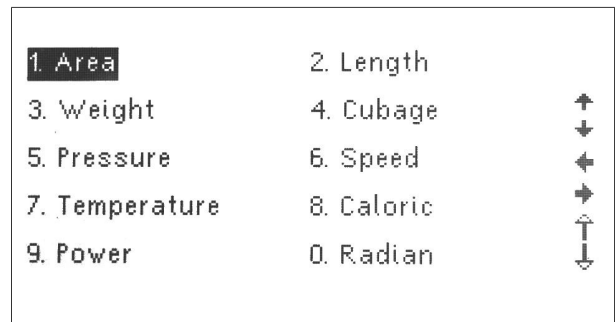 1. Area 2. Length
3. Weight 4. Cubage
5. Pressure 6. Speed
7. Temperature 8. Caloric
9. Power 0. Radian